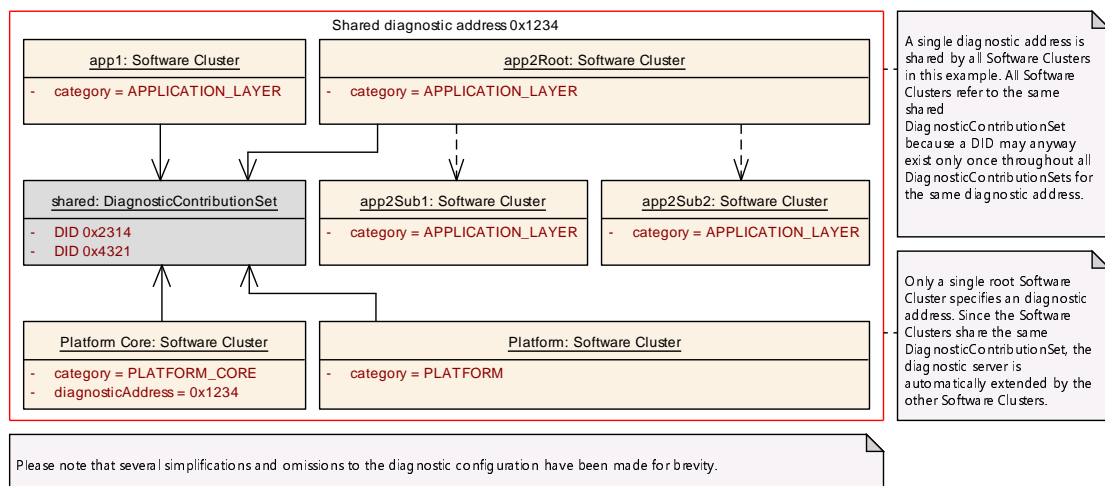 Shared diagnostic address 0x1234
app1: Software Cluster
- category = APPLICATION_LAYER
app2Root: Software Cluster
- category = APPLICATION_LAYER
A single diagnostic address is
shared by all Software Clusters
in this example. All Software
Clusters refer to the same
shared
DiagnosticContributionSet
because a DID may anyway
exist only once throughout all
DiagnosticContributionSets for
the same diagnostic address.
shared: DiagnosticContributionSet
- DID 0x2314
- DID 0x4321
app2Sub1: Software Cluster
- category = APPLICATION_LAYER
app2Sub2: Software Cluster
- category = APPLICATION_LAYER
Only a single root Software
Cluster specifies an diagnostic
address. Since the Software
Clusters share the same
DiagnosticContributionSet, the
diagnostic server is
automatically extended by the
other Software Clusters.
Platform Core: Software Cluster
- category = PLATFORM_CORE
- diagnosticAddress = 0x1234
Platform: Software Cluster
- category = PLATFORM
Please note that several simplifications and omissions to the diagnostic configuration have been made for brevity.